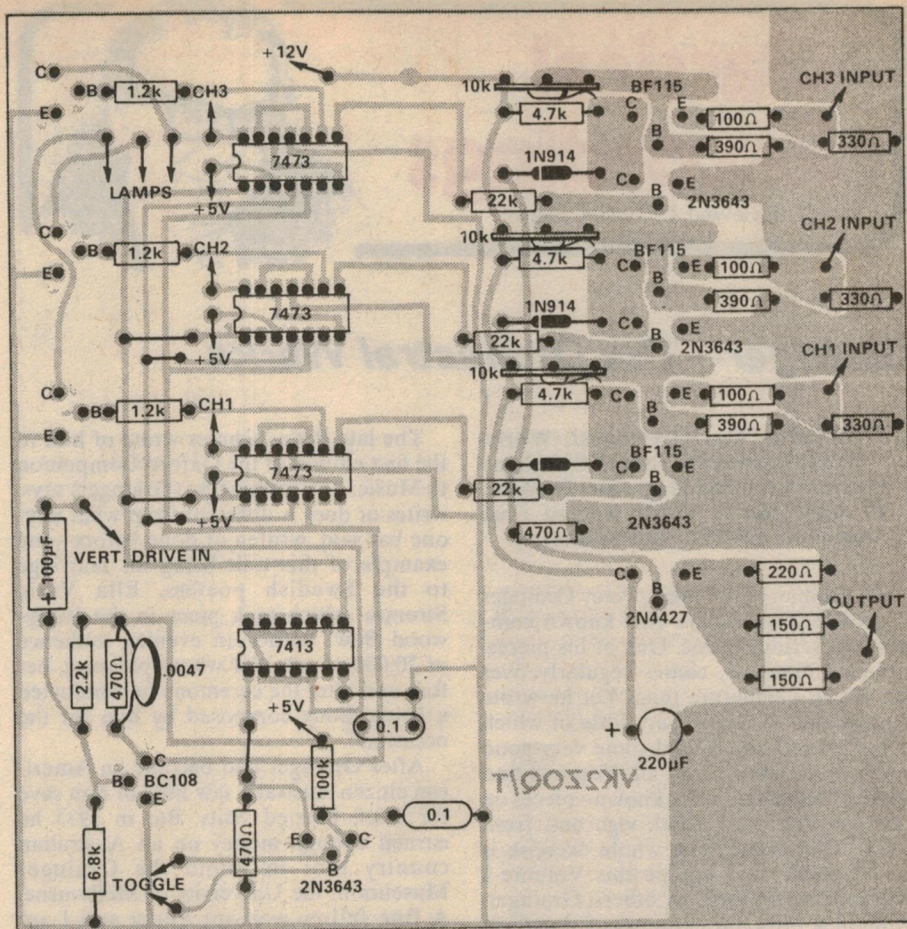 +12V
C
B 1.2k CH3
E
10k
4.7k
BF115
C E
B
100Ω
390Ω
CH3 INPUT
330Ω
7473
LAMPS
+5V
1N914
C B E
2N3643
22k
C
B 1.2k CH2
E
10k
4.7k
BF115
C E
B
100Ω
390Ω
CH2 INPUT
330Ω
7473
+5V
1N914
C B E
2N3643
22k
C
B 1.2k CH1
E
10k
4.7k
C E
B
100Ω
390Ω
CH1 INPUT
330Ω
BF115
7473
+5V
C B E
2N3643
22k
470Ω
VERT. DRIVE IN
+ 100µF
C E
B
2N4427
220Ω
150Ω
150Ω
OUTPUT
2.2k
470Ω
.0047
7413
+5V
0.1
+
220µF
VK2ZOQ/T
C
B BC108
E
100k
0.1
6.8k
470Ω
TOGGLE
E C
B
2N3643